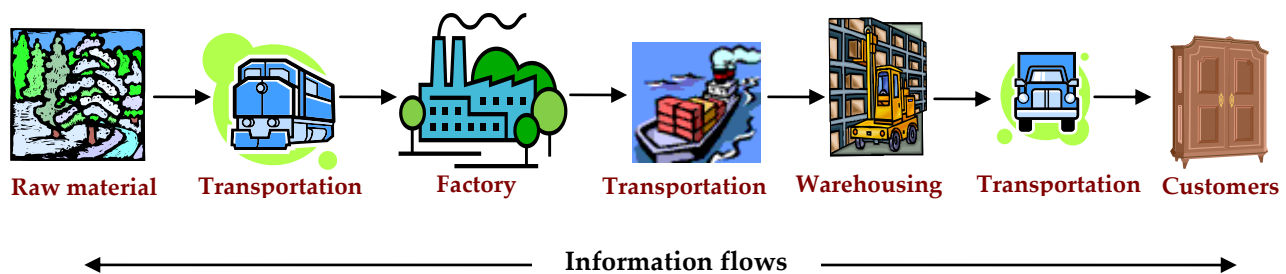 Raw material
Transportation
Factory
Transportation
Warehousing
Transportation
Customers
Information flows